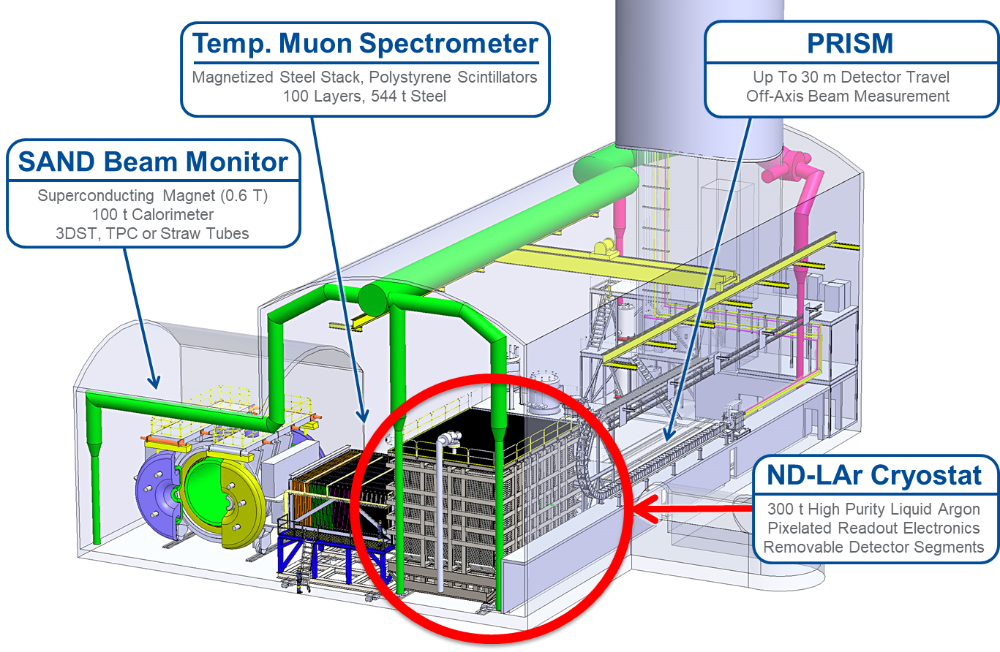 Temp. Muon Spectrometer
Magnetized Steel Stack, Polystyrene Scintillators
100 Layers, 544 t Steel
PRISM
Up To 30 m Detector Travel
Off-Axis Beam Measurement
SAND Beam Monitor
Superconducting Magnet (0.6 T)
100 t Calorimeter
3DST, TPC or Straw Tubes
ND-LAr Cryostat
300 t High Purity Liquid Argon
Pixelated Readout Electronics
Removable Detector Segments